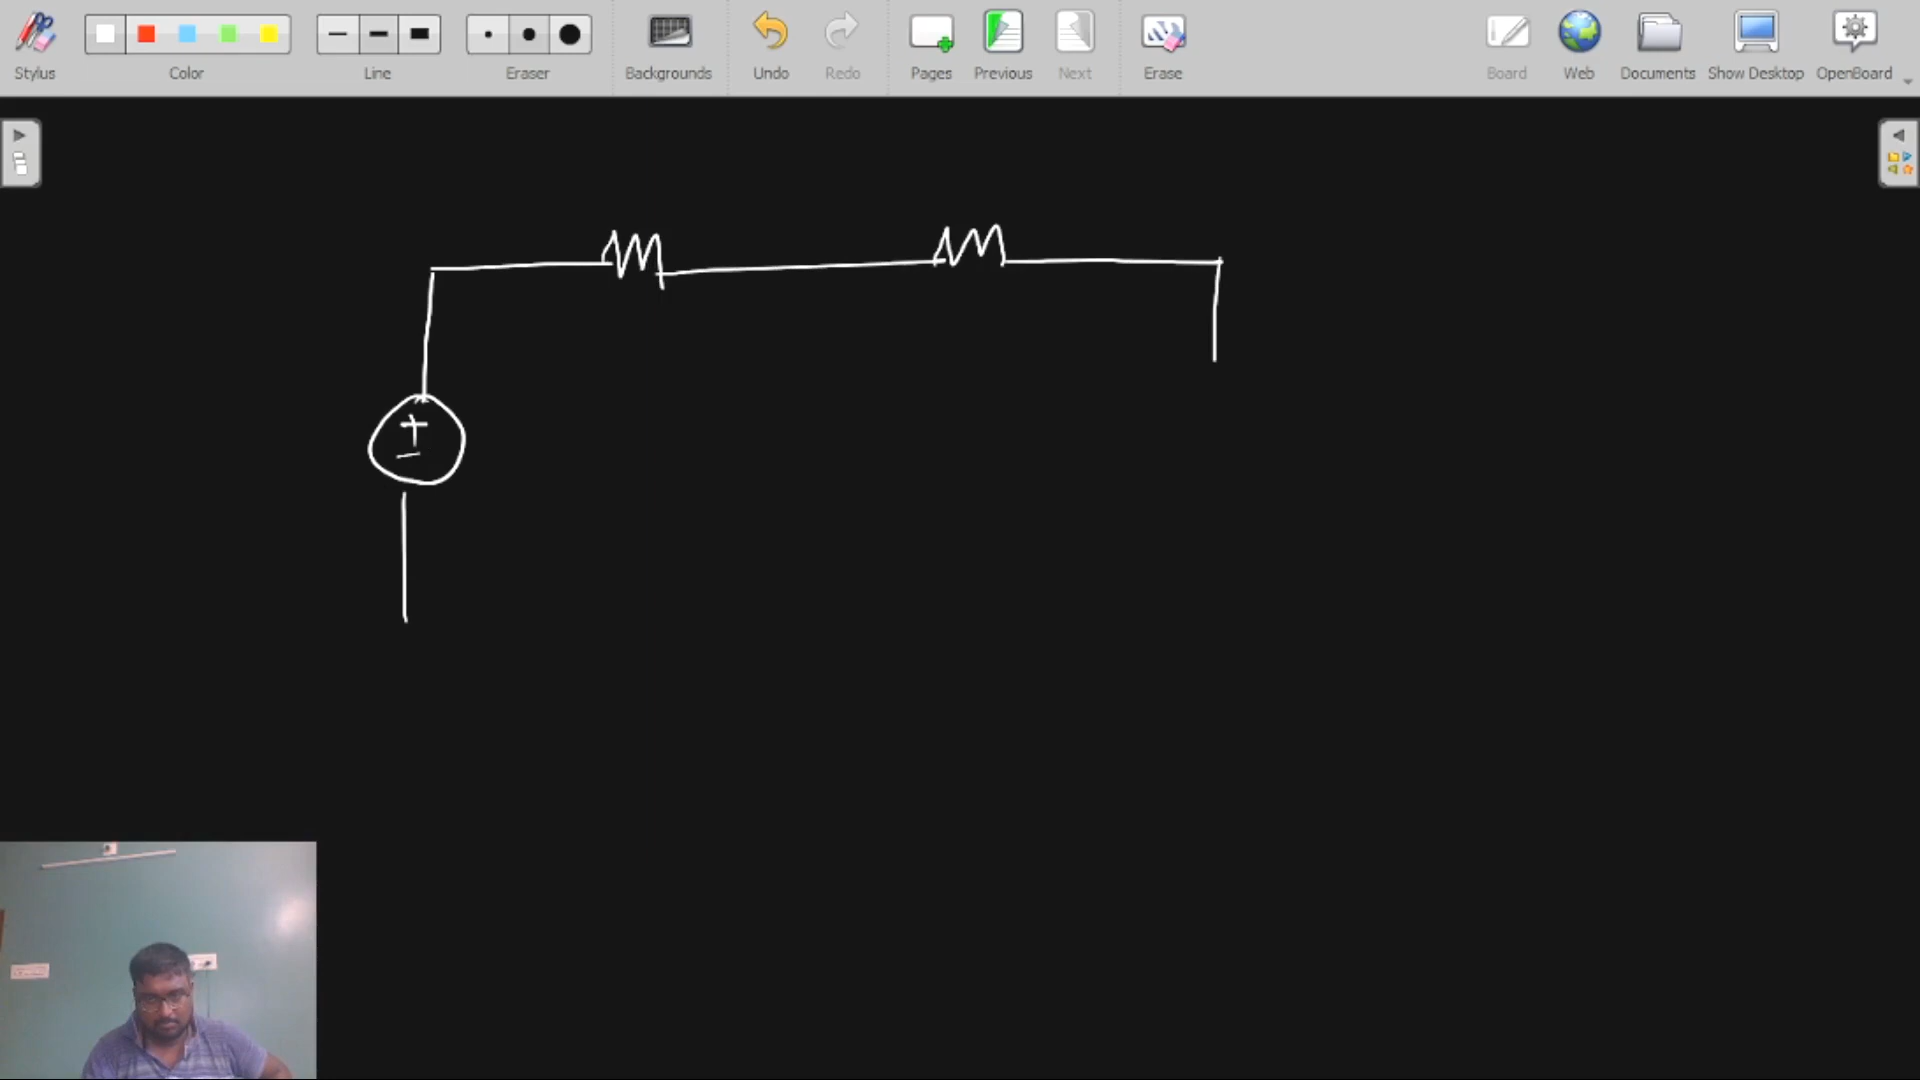 Stylus Color Line Eraser Backgrounds Undo Redo Pages Previous Next Erase Board Web Documents Show Desktop OpenBoard
+
-